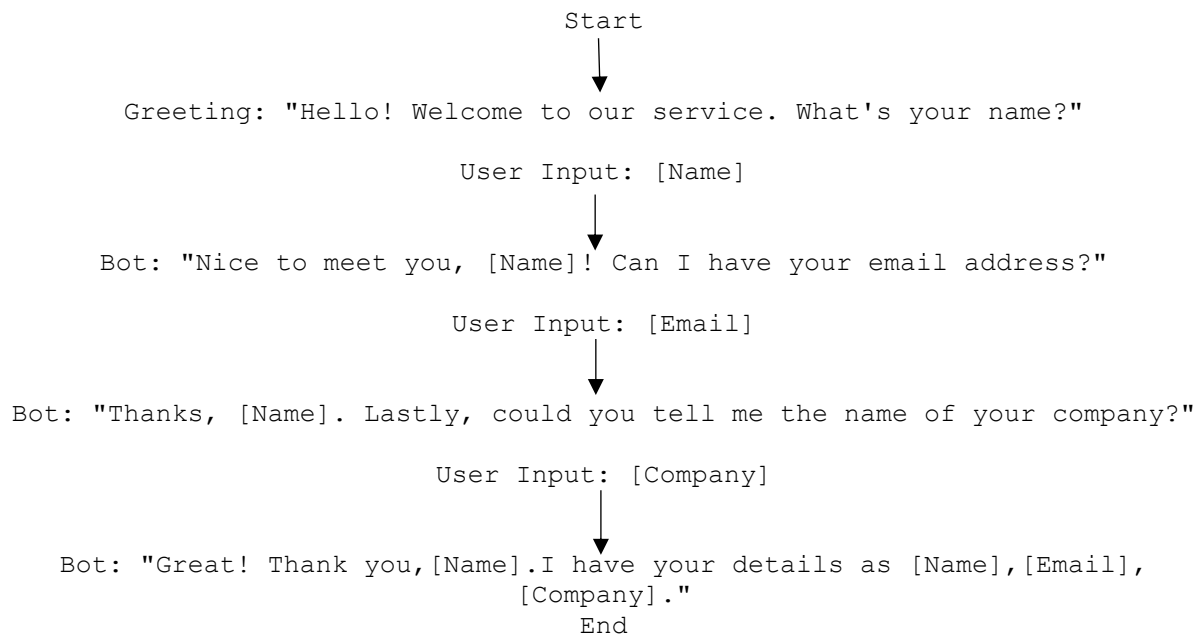 Start
Greeting: "Hello! Welcome to our service. What's your name?"
User Input: [Name]
Bot: "Nice to meet you, [Name]! Can I have your email address?"
User Input: [Email]
Bot: "Thanks, [Name]. Lastly, could you tell me the name of your company?"
User Input: [Company]
Bot: "Great! Thank you,[Name].I have your details as [Name],[Email],
[Company]."
End